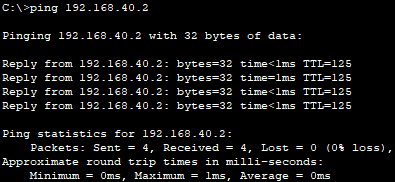 C:\>ping 192.168.40.2
Pinging 192.168.40.2 with 32 bytes of data:
Reply from 192.168.40.2: bytes=32 time<1ms TTL=125
Reply from 192.168.40.2: bytes=32 time<1ms TTL=125
Reply from 192.168.40.2: bytes=32 time<1ms TTL=125
Reply from 192.168.40.2: bytes=32 time<1ms TTL=125
Ping statistics for 192.168.40.2:
Packets: Sent = 4, Received = 4, Lost = 0 (0% loss),
Approximate round trip times in milli-seconds:
Minimum = 0ms, Maximum = 1ms, Average = 0ms